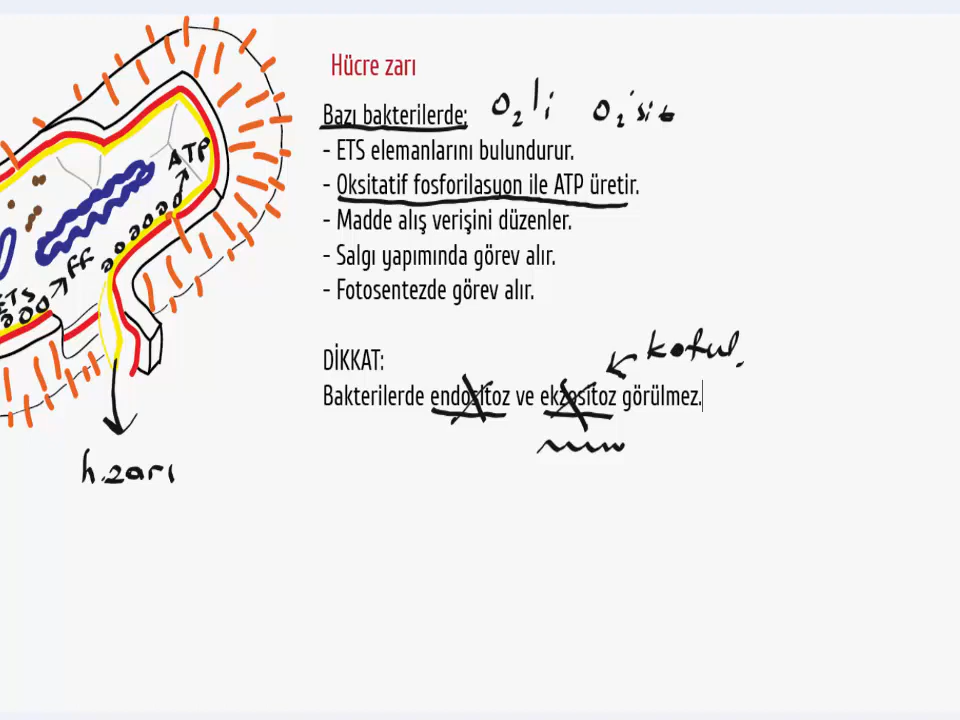 Hücre zarı
Bazı bakterilerde: O₂'li O₂'siz
- ETS elemanlarını bulundurur.
- Oksitatif fosforilasyon ile ATP üretir.
- Madde alış verişini düzenler.
- Salgı yapımında görev alır.
- Fotosentezde görev alır.
DİKKAT:
Bakterilerde endositoz ve ekzositoz görülmez.
ATP
FF
ETS
h.zarı